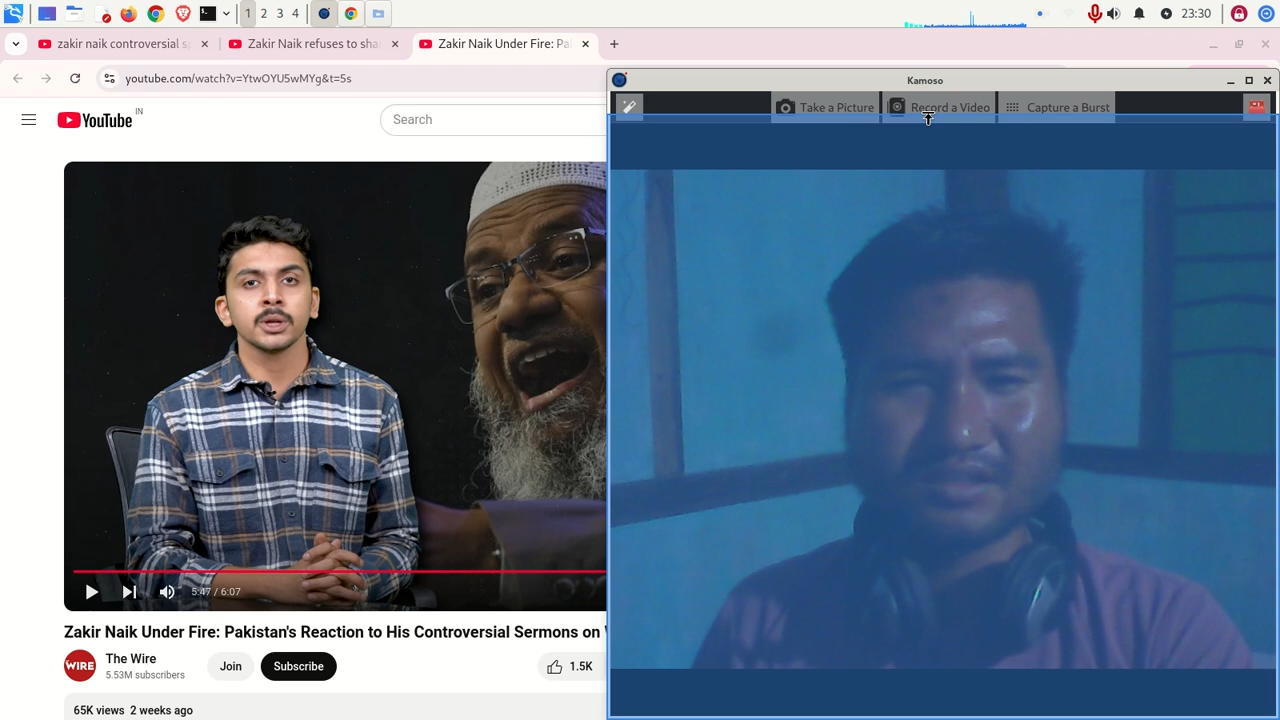 1 2 3 4
23:30
zakir naik controversial s
Zakir Naik refuses to sha
Zakir Naik Under Fire: Pa
youtube.com/watch?v=YtwOYU5wMYg&t=5s
Kamoso
Take a Picture
Record a Video
Capture a Burst
YouTube IN
Search
5:47 / 6:07
Zakir Naik Under Fire: Pakistan's Reaction to His Controversial Sermons on
WIRE
The Wire
5.53M subscribers
Join
Subscribe
1.5K
65K views 2 weeks ago